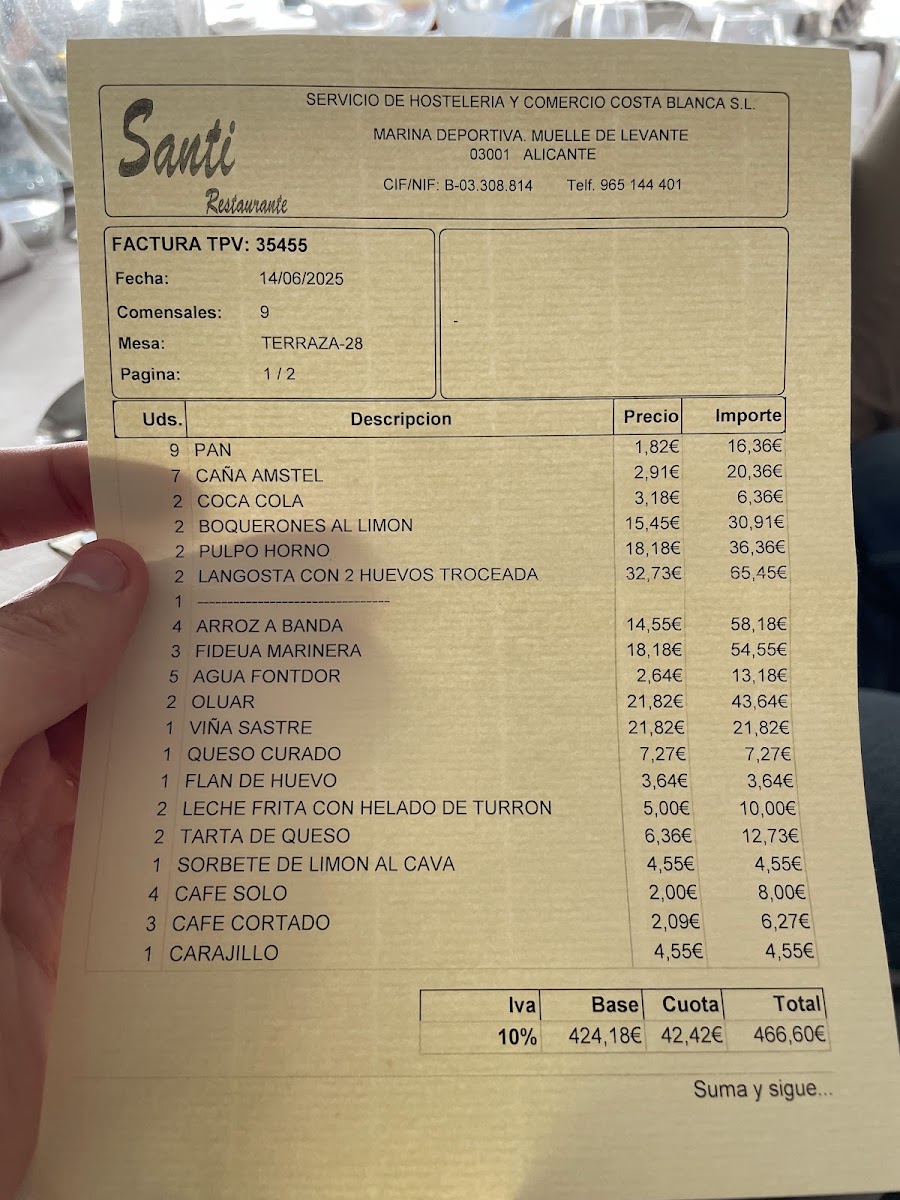 Santi
Restaurante
SERVICIO DE HOSTELERIA Y COMERCIO COSTA BLANCA S.L.
MARINA DEPORTIVA. MUELLE DE LEVANTE
03001 ALICANTE
CIF/NIF: B-03.308.814 Telf. 965 144 401
FACTURA TPV: 35455
Fecha: 14/06/2025
Comensales: 9
Mesa: TERRAZA-28
Pagina: 1 / 2
-
Uds. Descripcion Precio Importe
9 PAN 1,82€ 16,36€
7 CAÑA AMSTEL 2,91€ 20,36€
2 COCA COLA 3,18€ 6,36€
2 BOQUERONES AL LIMON 15,45€ 30,91€
2 PULPO HORNO 18,18€ 36,36€
2 LANGOSTA CON 2 HUEVOS TROCEADA 32,73€ 65,45€
1 --------------------------------
4 ARROZ A BANDA 14,55€ 58,18€
3 FIDEUA MARINERA 18,18€ 54,55€
5 AGUA FONTDOR 2,64€ 13,18€
2 OLUAR 21,82€ 43,64€
1 VIÑA SASTRE 21,82€ 21,82€
1 QUESO CURADO 7,27€ 7,27€
1 FLAN DE HUEVO 3,64€ 3,64€
2 LECHE FRITA CON HELADO DE TURRON 5,00€ 10,00€
2 TARTA DE QUESO 6,36€ 12,73€
1 SORBETE DE LIMON AL CAVA 4,55€ 4,55€
4 CAFE SOLO 2,00€ 8,00€
3 CAFE CORTADO 2,09€ 6,27€
1 CARAJILLO 4,55€ 4,55€
Iva Base Cuota Total
10% 424,18€ 42,42€ 466,60€
Suma y sigue...